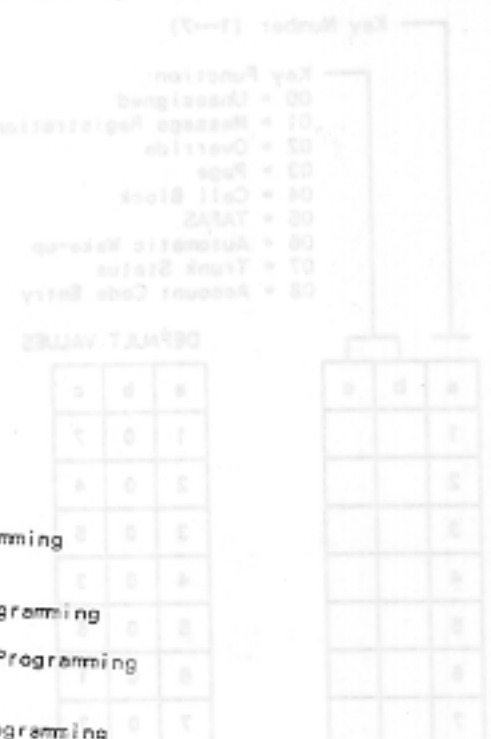 Key Number (1--7)
Key Function:
00 = Unassigned
01 = Message Registration
02 = Override
03 = Page
04 = Call Block
05 = TAFAS
06 = Automatic Wake-up
07 = Trunk Status
08 = Account Code Entry
DEFAULT VALUES
a b c
a b c
1
1 0 7
2
2 0 4
3
3 0
4
4 0 3
5
5 0
6
6 0 1
7
7 0
mming
gramming
Programming
gramming